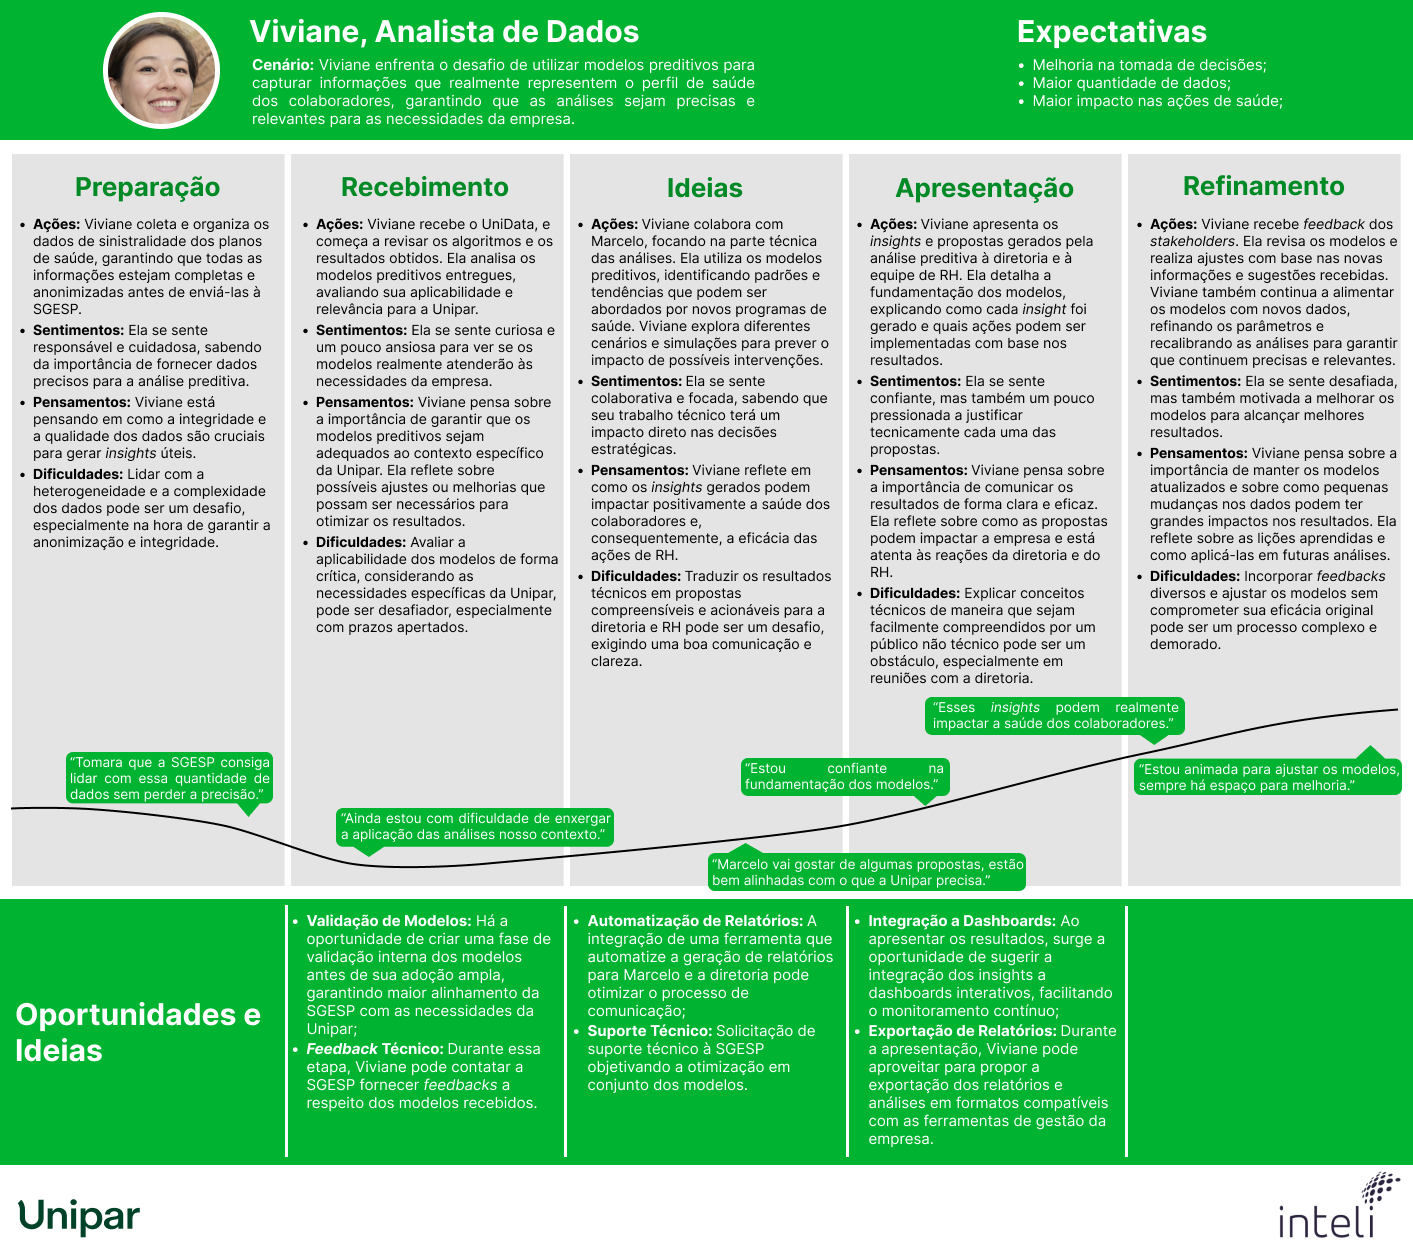 Viviane, Analista de Dados
Cenário: Viviane enfrenta o desafio de utilizar modelos preditivos para
capturar informações que realmente representem o perfil de saúde
dos colaboradores, garantindo que as análises sejam precisas e
relevantes para as necessidades da empresa.
Expectativas
• Melhoria na tomada de decisões;
• Maior quantidade de dados;
• Maior impacto nas ações de saúde;
Preparação
• Ações: Viviane coleta e organiza os
dados de sinistralidade dos planos
de saúde, garantindo que todas as
informações estejam completas e
anonimizadas antes de enviá-las à
SGESP.
• Sentimentos: Ela se sente
responsável e cuidadosa, sabendo
da importância de fornecer dados
precisos para a análise preditiva.
• Pensamentos: Viviane está
pensando em como a integridade e
a qualidade dos dados são cruciais
para gerar insights úteis.
• Dificuldades: Lidar com a
heterogeneidade e a complexidade
dos dados pode ser um desafio,
especialmente na hora de garantir a
anonimização e integridade.
Recebimento
• Ações: Viviane recebe o UniData, e
começa a revisar os algoritmos e os
resultados obtidos. Ela analisa os
modelos preditivos entregues,
avaliando sua aplicabilidade e
relevância para a Unipar.
• Sentimentos: Ela se sente curiosa e
um pouco ansiosa para ver se os
modelos realmente atenderão às
necessidades da empresa.
• Pensamentos: Viviane pensa sobre
a importância de garantir que os
modelos preditivos sejam
adequados ao contexto específico
da Unipar. Ela reflete sobre
possíveis ajustes ou melhorias que
possam ser necessários para
otimizar os resultados.
• Dificuldades: Avaliar a
aplicabilidade dos modelos de forma
crítica, considerando as
necessidades específicas da Unipar,
pode ser desafiador, especialmente
com prazos apertados.
Ideias
• Ações: Viviane colabora com
Marcelo, focando na parte técnica
das análises. Ela utiliza os modelos
preditivos, identificando padrões e
tendências que podem ser
abordados por novos programas de
saúde. Viviane explora diferentes
cenários e simulações para prever o
impacto de possíveis intervenções.
• Sentimentos: Ela se sente
colaborativa e focada, sabendo que
seu trabalho técnico terá um
impacto direto nas decisões
estratégicas.
• Pensamentos: Viviane reflete em
como os insights gerados podem
impactar positivamente a saúde dos
colaboradores e,
consequentemente, a eficácia das
ações de RH.
• Dificuldades: Traduzir os resultados
técnicos em propostas
compreensíveis e acionáveis para a
diretoria e RH pode ser um desafio,
exigindo uma boa comunicação e
clareza.
Apresentação
• Ações: Viviane apresenta os
insights e propostas gerados pela
análise preditiva à diretoria e à
equipe de RH. Ela detalha a
fundamentação dos modelos,
explicando como cada insight foi
gerado e quais ações podem ser
implementadas com base nos
resultados.
• Sentimentos: Ela se sente
confiante, mas também um pouco
pressionada a justificar
tecnicamente cada uma das
propostas.
• Pensamentos: Viviane pensa sobre
a importância de comunicar os
resultados de forma clara e eficaz.
Ela reflete sobre como as propostas
podem impactar a empresa e está
atenta às reações da diretoria e do
RH.
• Dificuldades: Explicar conceitos
técnicos de maneira que sejam
facilmente compreendidos por um
público não técnico pode ser um
obstáculo, especialmente em
reuniões com a diretoria.
Refinamento
• Ações: Viviane recebe feedback dos
stakeholders. Ela revisa os modelos e
realiza ajustes com base nas novas
informações e sugestões recebidas.
Viviane também continua a alimentar
os modelos com novos dados,
refinando os parâmetros e
recalibrando as análises para garantir
que continuem precisas e relevantes.
• Sentimentos: Ela se sente desafiada,
mas também motivada a melhorar os
modelos para alcançar melhores
resultados.
• Pensamentos: Viviane pensa sobre a
importância de manter os modelos
atualizados e sobre como pequenas
mudanças nos dados podem ter
grandes impactos nos resultados. Ela
reflete sobre as lições aprendidas e
como aplicá-las em futuras análises.
• Dificuldades: Incorporar feedbacks
diversos e ajustar os modelos sem
comprometer sua eficácia original
pode ser um processo complexo e
demorado.
“Tomara que a SGESP consiga
lidar com essa quantidade de
dados sem perder a precisão.”
“Ainda estou com dificuldade de enxergar
a aplicação das análises nosso contexto.”
“Marcelo vai gostar de algumas propostas, estão
bem alinhadas com o que a Unipar precisa.”
“Estou confiante na
fundamentação dos modelos.”
“Esses insights podem realmente
impactar a saúde dos colaboradores.”
“Estou animada para ajustar os modelos,
sempre há espaço para melhoria.”
Oportunidades e
Ideias
• Validação de Modelos: Há a
oportunidade de criar uma fase de
validação interna dos modelos
antes de sua adoção ampla,
garantindo maior alinhamento da
SGESP com as necessidades da
Unipar;
• Feedback Técnico: Durante essa
etapa, Viviane pode contatar a
SGESP fornecer feedbacks a
respeito dos modelos recebidos.
• Automatização de Relatórios: A
integração de uma ferramenta que
automatize a geração de relatórios
para Marcelo e a diretoria pode
otimizar o processo de
comunicação;
• Suporte Técnico: Solicitação de
suporte técnico à SGESP
objetivando a otimização em
conjunto dos modelos.
• Integração a Dashboards: Ao
apresentar os resultados, surge a
oportunidade de sugerir a
integração dos insights a
dashboards interativos, facilitando
o monitoramento contínuo;
• Exportação de Relatórios: Durante
a apresentação, Viviane pode
aproveitar para propor a
exportação dos relatórios e
análises em formatos compatíveis
com as ferramentas de gestão da
empresa.
Unipar
inteli